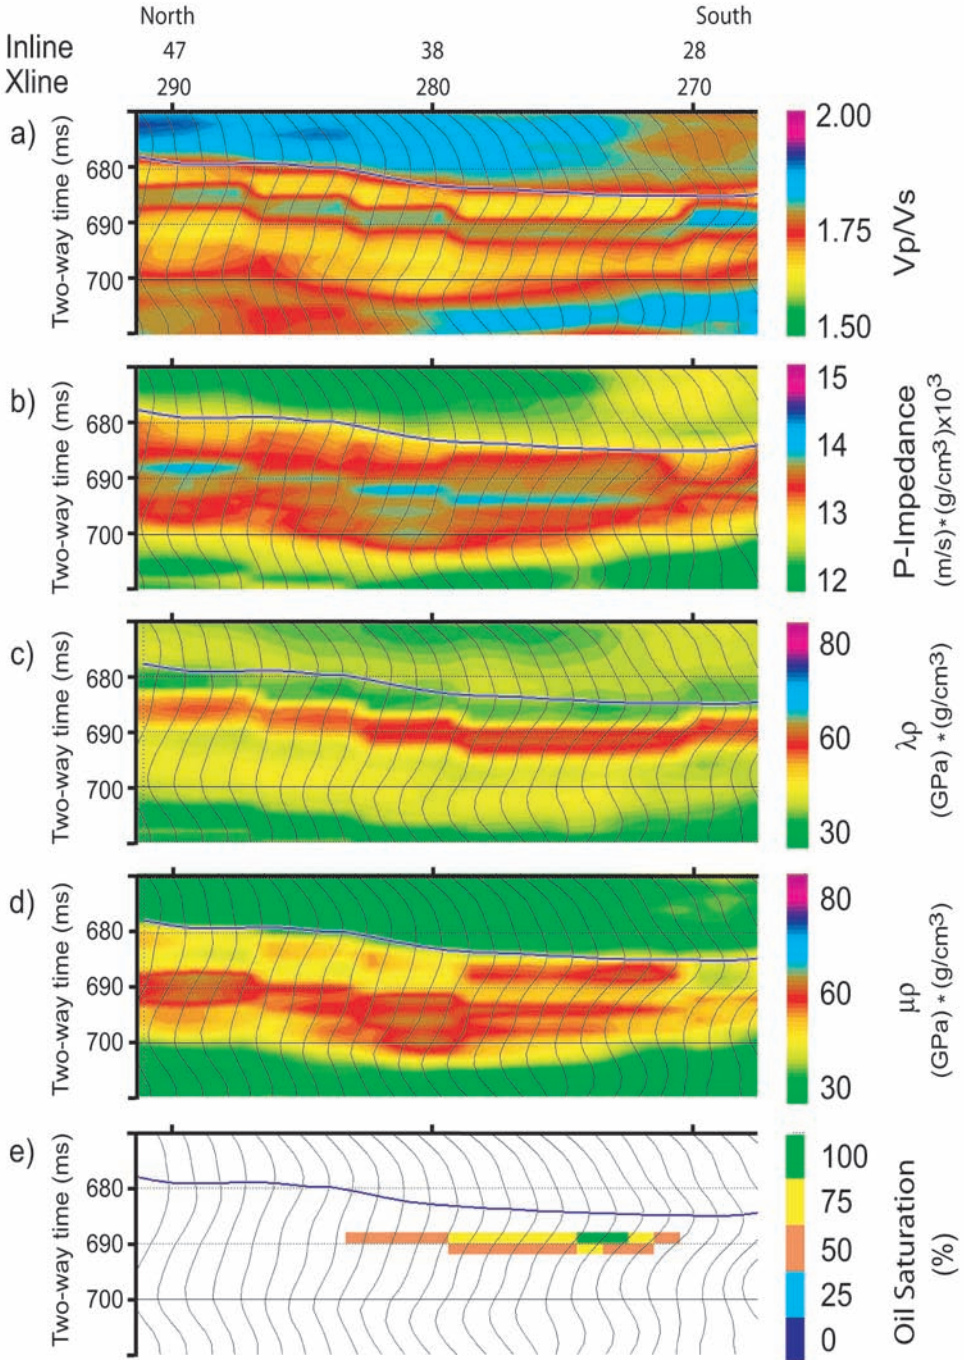 North South
Inline 47 38 28
Xline 290 280 270
a)
Two-way time (ms)
680
690
700
2.00
1.75
1.50
Vp/Vs
b)
Two-way time (ms)
680
690
700
15
14
13
12
P-Impedance
(m/s)*(g/cm3)x10³
c)
Two-way time (ms)
680
690
700
80
60
30
λρ
(GPa) * (g/cm3)
d)
Two-way time (ms)
680
690
700
80
60
30
μρ
(GPa) * (g/cm3)
e)
Two-way time (ms)
680
690
700
100
75
50
25
0
Oil Saturation
(%)